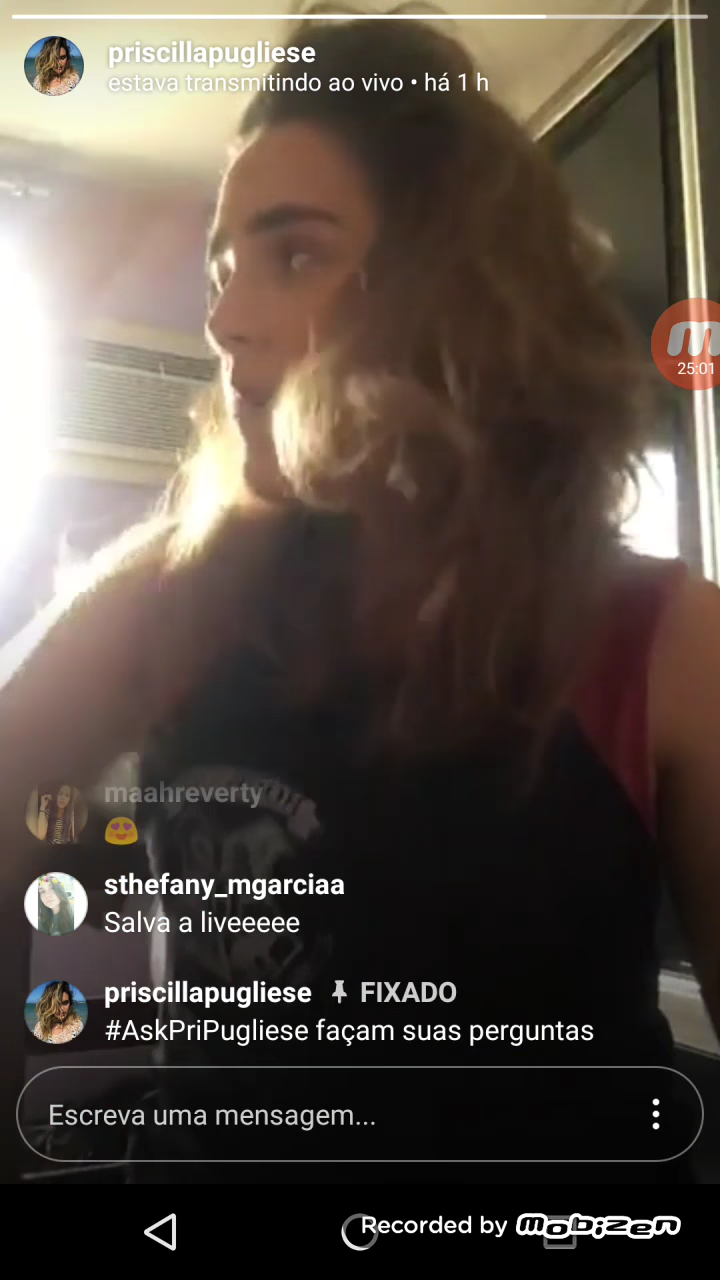 priscillapugliese
estava transmitindo ao vivo • há 1 h
25:01
maahreverty
😍
sthefany_mgarciaa
Salva a liveeeee
priscillapugliese FIXADO
#AskPriPugliese façam suas perguntas
Escreva uma mensagem...
Recorded by mobizen